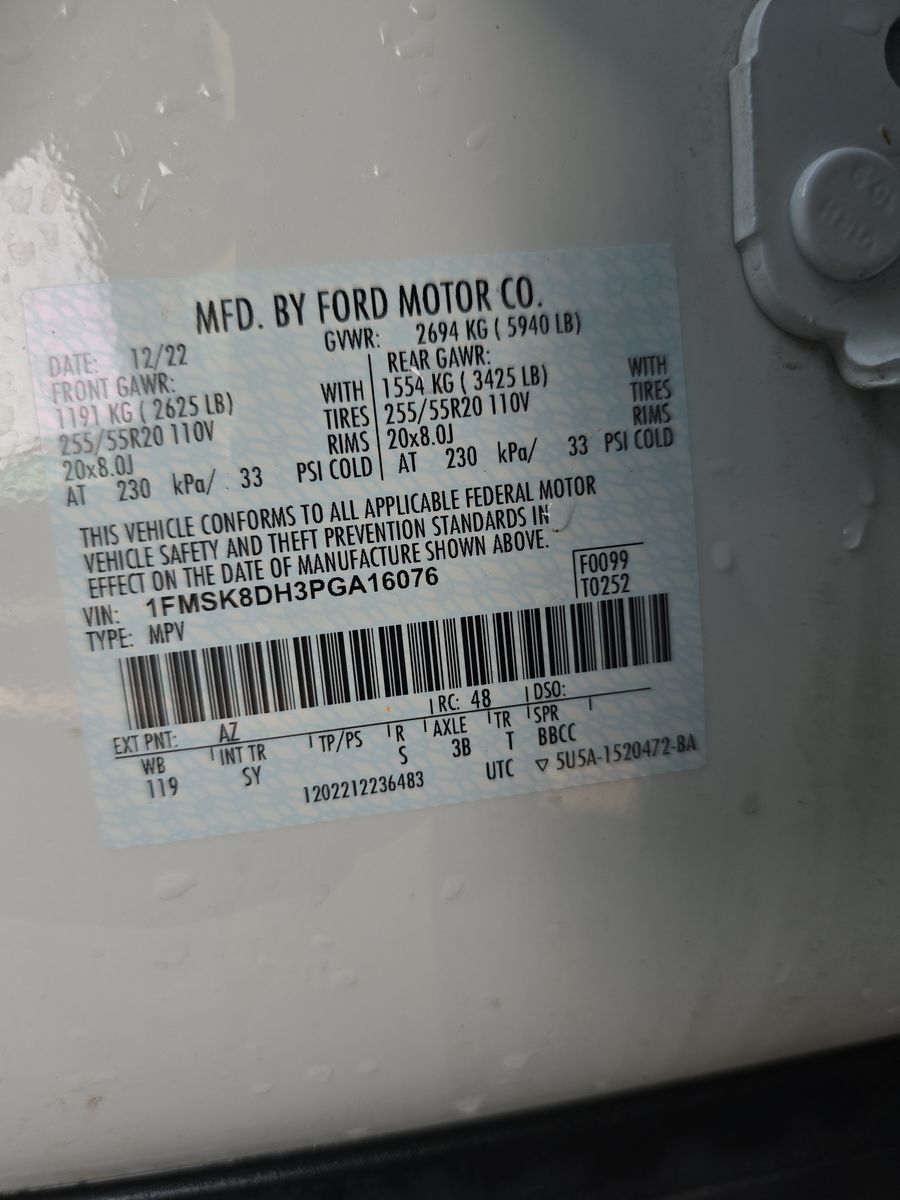 MFD. BY FORD MOTOR CO.
DATE: 12/22 GVWR: 2694 KG ( 5940 LB)
FRONT GAWR: REAR GAWR:
1191 KG ( 2625 LB) WITH 1554 KG ( 3425 LB) WITH
255/55R20 110V TIRES 255/55R20 110V TIRES
20x8.0J RIMS 20x8.0J RIMS
AT 230 kPa/ 33 PSI COLD AT 230 kPa/ 33 PSI COLD
THIS VEHICLE CONFORMS TO ALL APPLICABLE FEDERAL MOTOR
VEHICLE SAFETY AND THEFT PREVENTION STANDARDS IN
EFFECT ON THE DATE OF MANUFACTURE SHOWN ABOVE.
VIN: 1FMSK8DH3PGA16076 F0099
TYPE: MPV T0252
EXT PNT: AZ RC: 48 DSO:
WB INT TR TP/PS R AXLE TR SPR
119 SY S 3B T BBCC
1202212236483 UTC ▽ 5U5A-1520472-BA